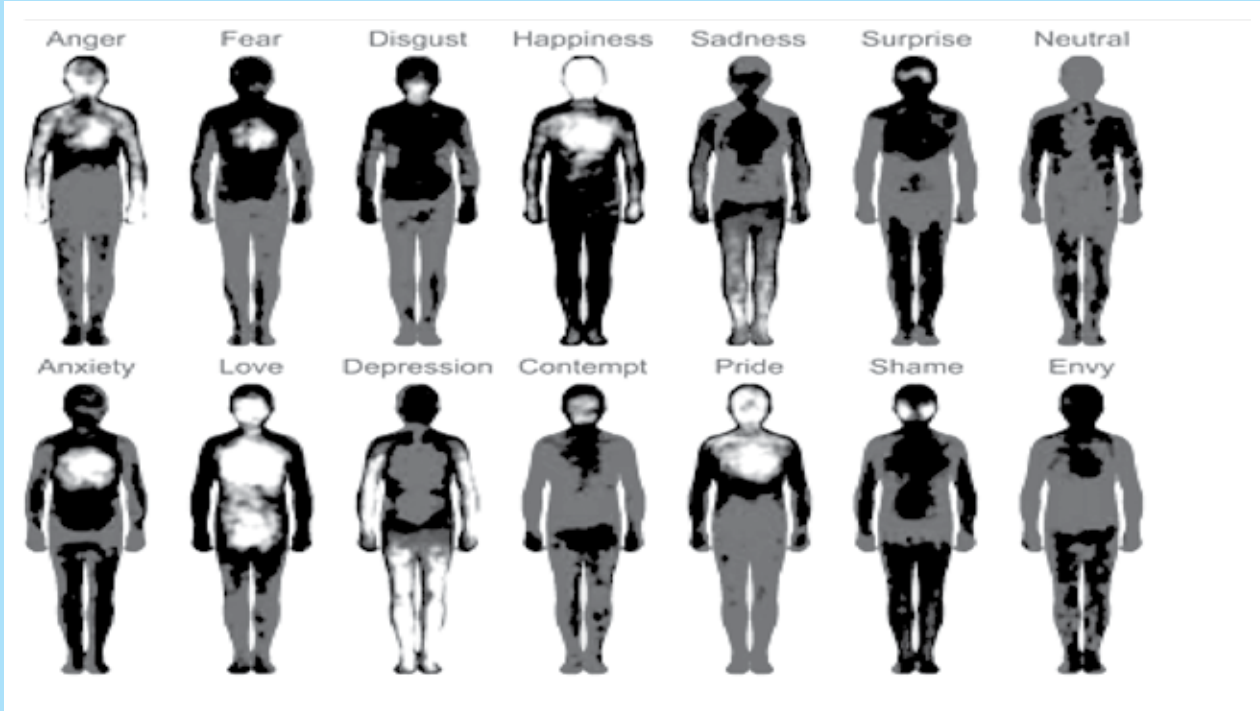 Anger Fear Disgust Happiness Sadness Surprise Neutral
Anxiety Love Depression Contempt Pride Shame Envy